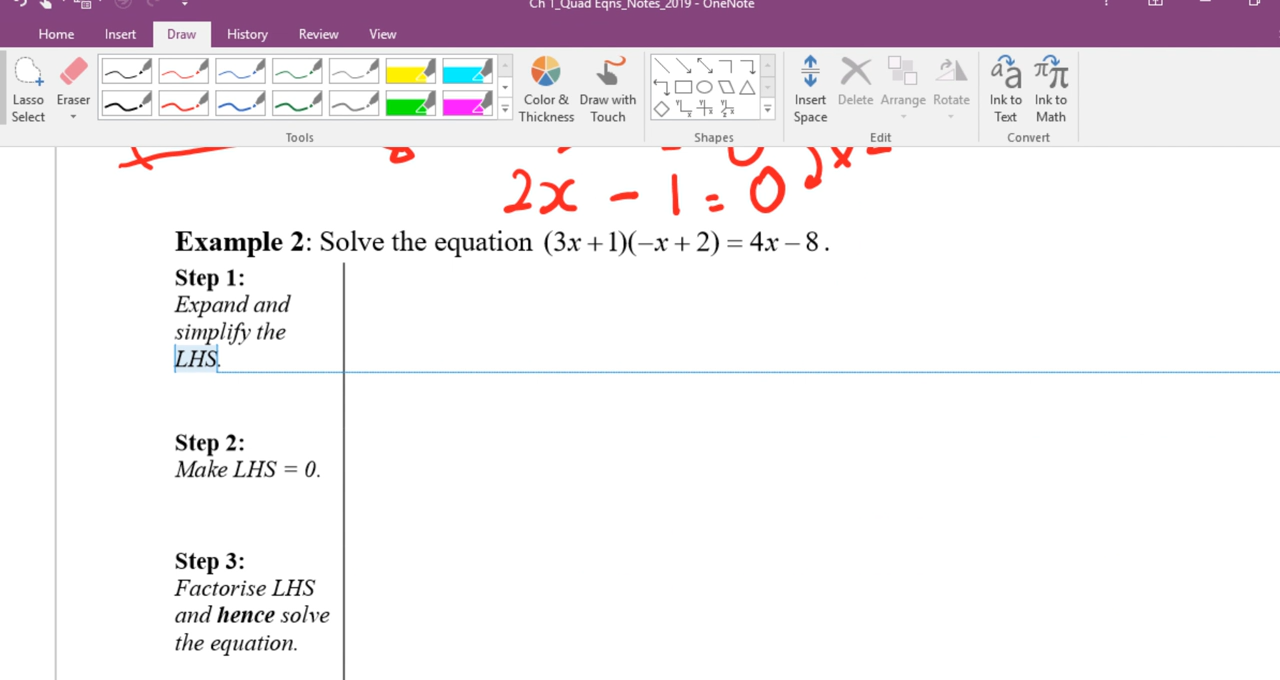 Ch 1_Quad Eqns_Notes_2019 - OneNote
Home Insert Draw History Review View
Lasso Select
Eraser
Color & Thickness
Draw with Touch
Insert Space
Delete
Arrange
Rotate
Ink to Text
Ink to Math
Tools
Shapes
Edit
Convert
2x - 1 = 0
Example 2: Solve the equation (3x + 1)(−x + 2) = 4x − 8.
Step 1:
Expand and
simplify the
LHS.
Step 2:
Make LHS = 0.
Step 3:
Factorise LHS
and hence solve
the equation.